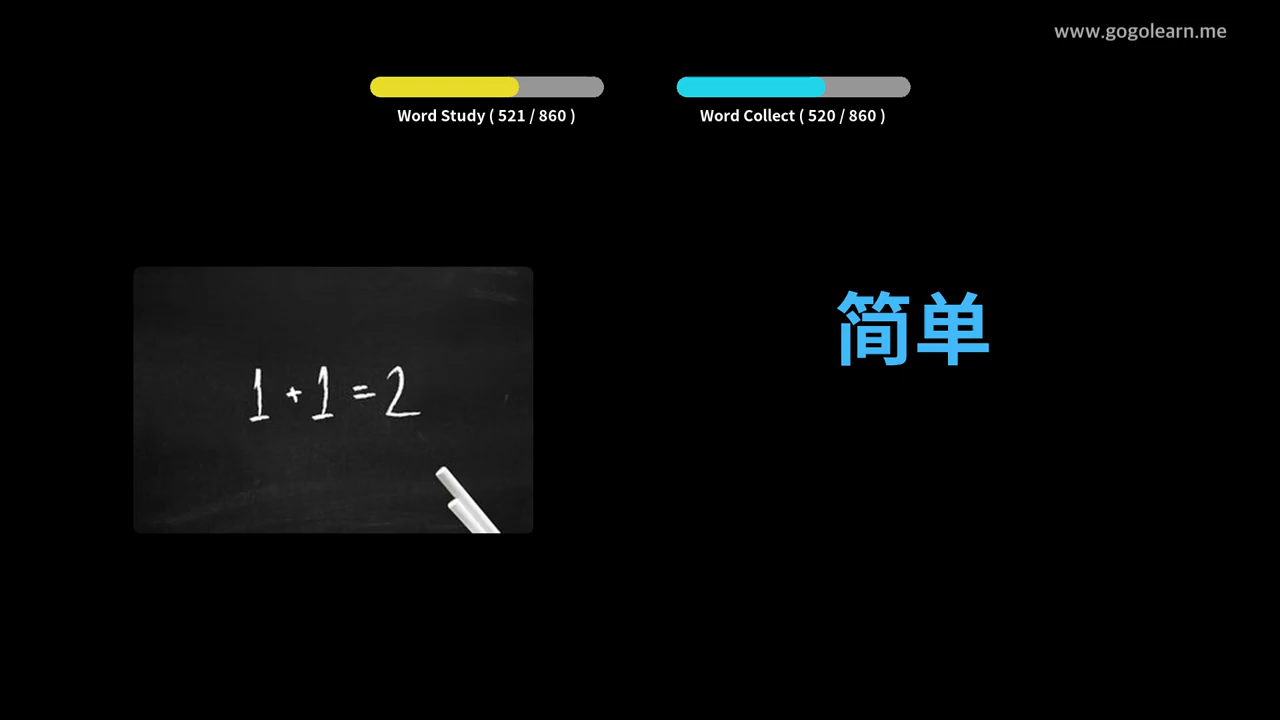 www.gogolearn.me
Word Study ( 521 / 860 )
Word Collect ( 520 / 860 )
简单
1 + 1 = 2